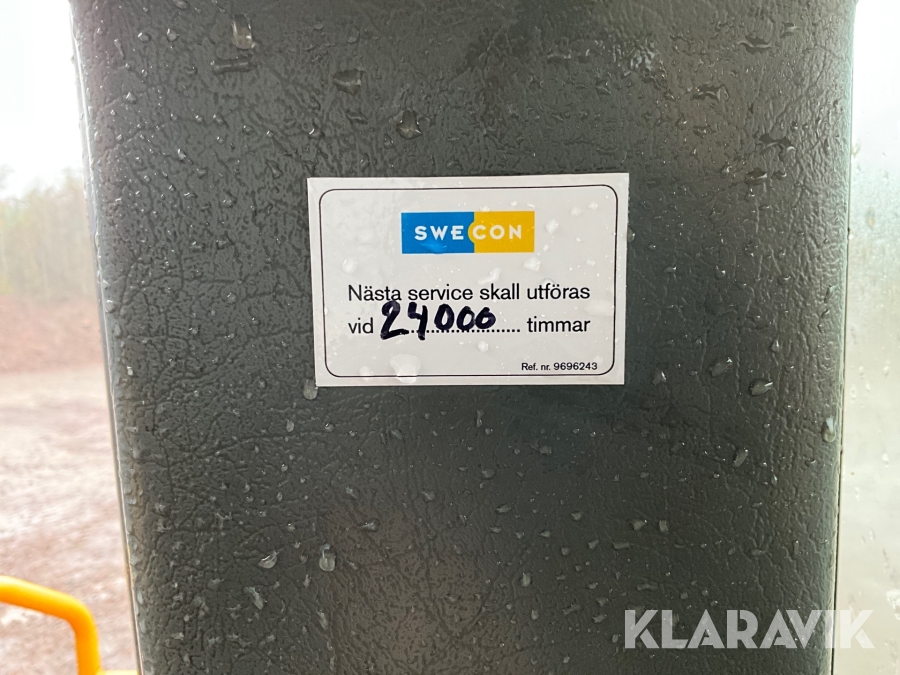 SWECON
Nästa service skall utföras
vid 24000 timmar
Ref. nr. 9696243
KLARAVIK